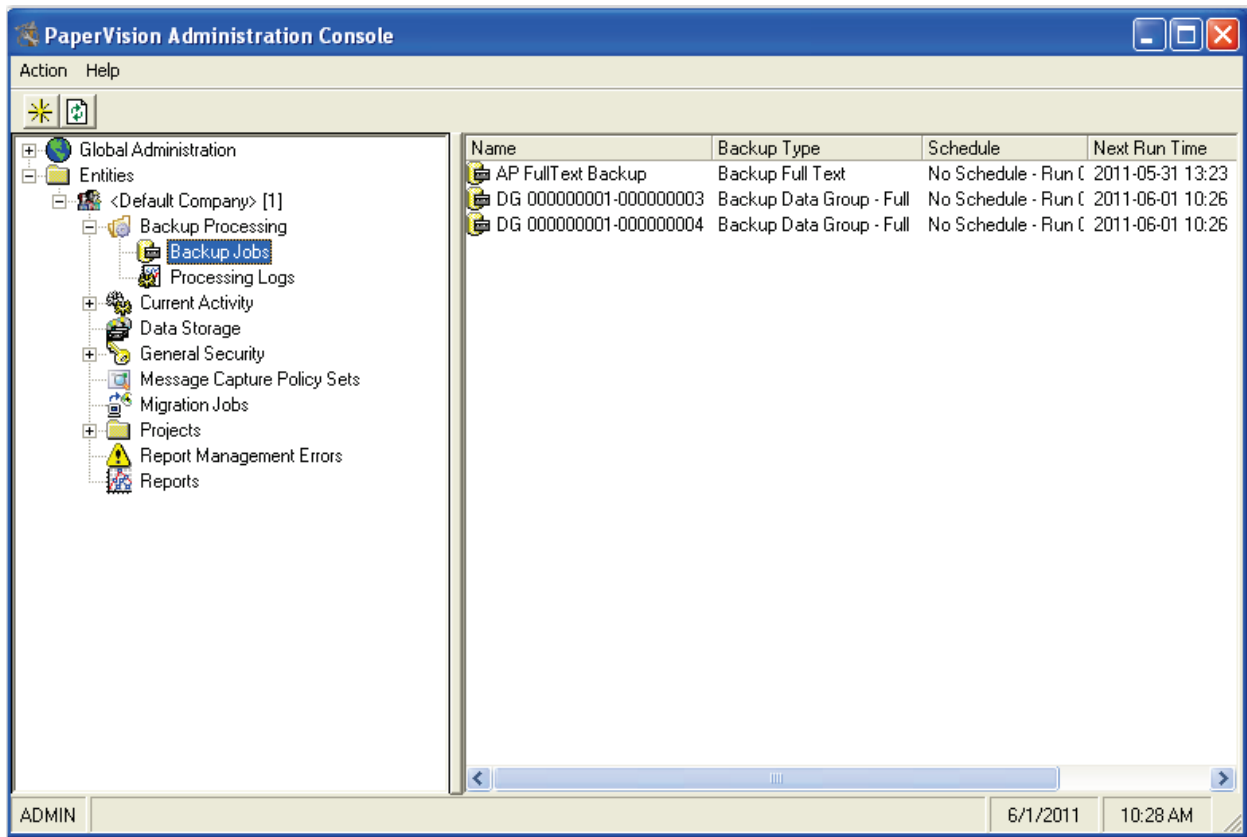 PaperVision Administration Console
Action Help
Global Administration
Entities
<Default Company> [1]
Backup Processing
Backup Jobs
Processing Logs
Current Activity
Data Storage
General Security
Message Capture Policy Sets
Migration Jobs
Projects
Report Management Errors
Reports
Name Backup Type Schedule Next Run Time
AP FullText Backup Backup Full Text No Schedule - Run 2011-05-31 13:23
DG 000000001-000000003 Backup Data Group - Full No Schedule - Run 2011-06-01 10:26
DG 000000001-000000004 Backup Data Group - Full No Schedule - Run 2011-06-01 10:26
ADMIN 6/1/2011 10:28 AM